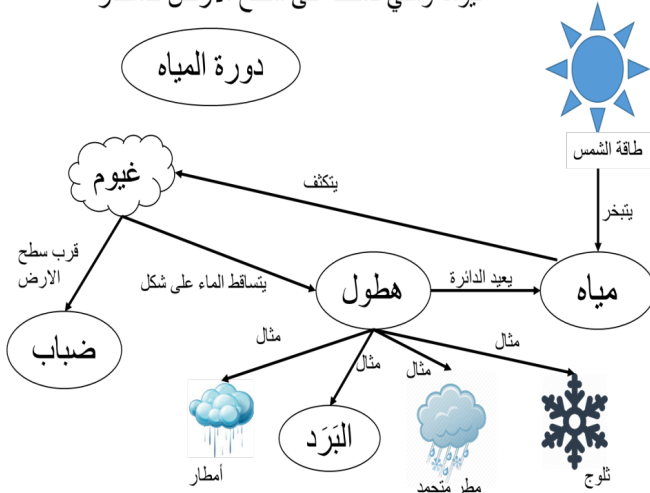 دورة المياه
طاقة الشمس
يتبخر
غيوم
يتكثف
قرب سطح
الارض
يتساقط الماء على شكل
هطول
يعيد الدائرة
مياه
ضباب
مثال
مثال
مثال
مثال
أمطار
البَرَد
مطر متجمد
ثلوج